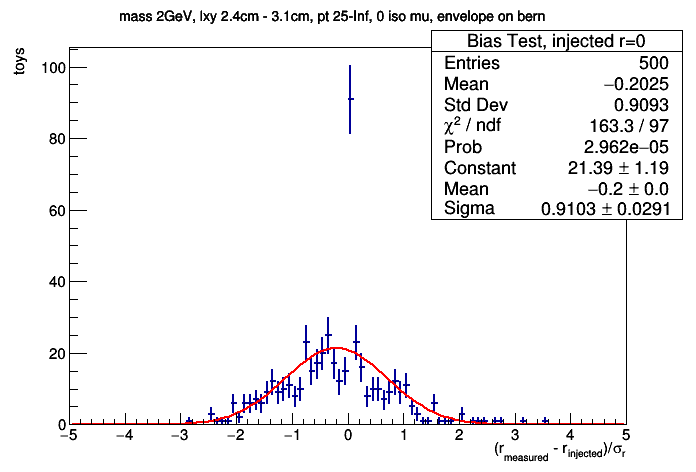 mass 2GeV, lxy 2.4cm - 3.1cm, pt 25-Inf, 0 iso mu, envelope on bern
toys
Bias Test, injected r=0
Entries 500
Mean −0.2025
Std Dev 0.9093
χ² / ndf 163.3 / 97
Prob 2.962e−05
Constant 21.39 ± 1.19
Mean −0.2 ± 0.0
Sigma 0.9103 ± 0.0291
100
80
60
40
20
0
−5 −4 −3 −2 −1 0 1 2 3 4 5
(r_measured - r_injected)/σ_r